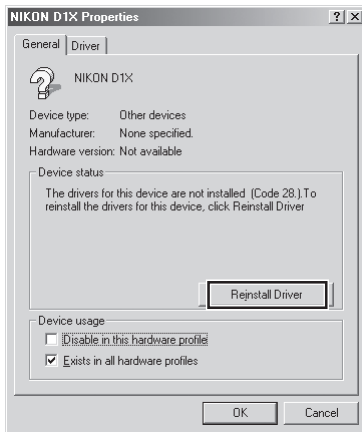 NIKON D1X Properties
General Driver
NIKON D1X
Device type: Other devices
Manufacturer: None specified.
Hardware version: Not available
Device status
The drivers for this device are not installed (Code 28.).To
reinstall the drivers for this device, click Reinstall Driver
Reinstall Driver
Device usage
Disable in this hardware profile
Exists in all hardware profiles
OK Cancel